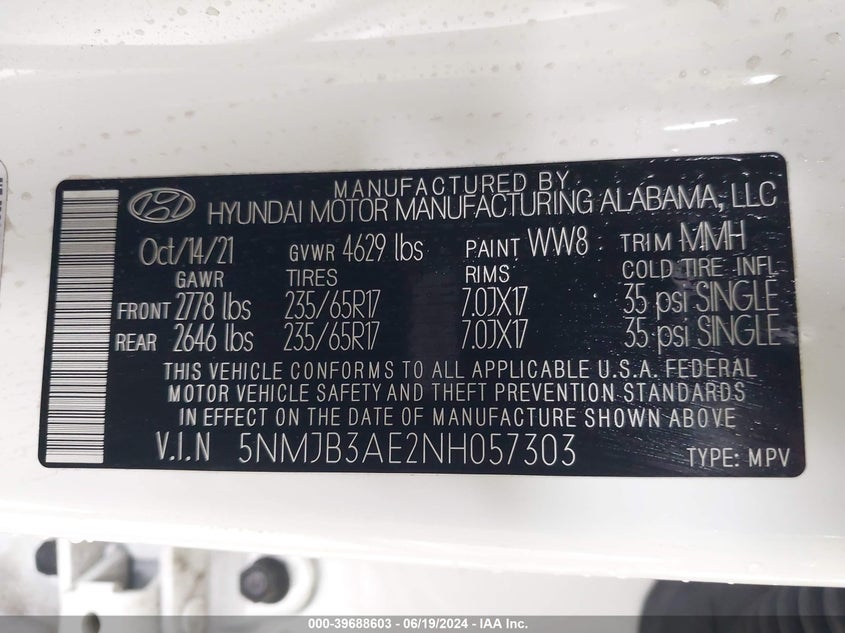 MANUFACTURED BY
HYUNDAI MOTOR MANUFACTURING ALABAMA, LLC
Oct/14/21 GVWR 4629 lbs PAINT WW8 TRIM MMH
GAWR TIRES RIMS COLD TIRE INFL
FRONT 2778 lbs 235/65R17 7.0JX17 35 psi SINGLE
REAR 2646 lbs 235/65R17 7.0JX17 35 psi SINGLE
THIS VEHICLE CONFORMS TO ALL APPLICABLE U.S.A. FEDERAL
MOTOR VEHICLE SAFETY AND THEFT PREVENTION STANDARDS
IN EFFECT ON THE DATE OF MANUFACTURE SHOWN ABOVE
V.I.N 5NMJB3AE2NH057303 TYPE: MPV
000-39688603 - 06/19/2024 - IAA Inc.